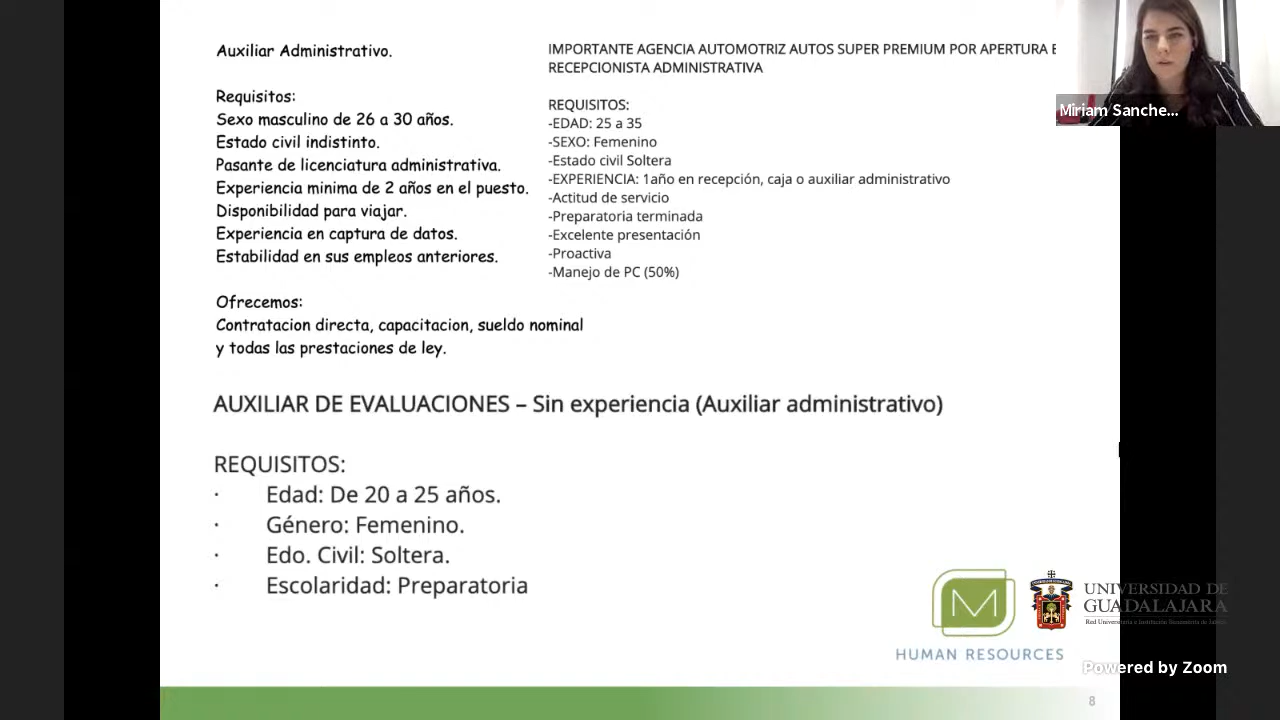 Auxiliar Administrativo.
Requisitos:
Sexo masculino de 26 a 30 años.
Estado civil indistinto.
Pasante de licenciatura administrativa.
Experiencia minima de 2 años en el puesto.
Disponibilidad para viajar.
Experiencia en captura de datos.
Estabilidad en sus empleos anteriores.
Ofrecemos:
Contratacion directa, capacitacion, sueldo nominal
y todas las prestaciones de ley.
IMPORTANTE AGENCIA AUTOMOTRIZ AUTOS SUPER PREMIUM POR APERTURA E
RECEPCIONISTA ADMINISTRATIVA
REQUISITOS:
-EDAD: 25 a 35
-SEXO: Femenino
-Estado civil Soltera
-EXPERIENCIA: 1año en recepción, caja o auxiliar administrativo
-Actitud de servicio
-Preparatoria terminada
-Excelente presentación
-Proactiva
-Manejo de PC (50%)
Miriam Sanche...
AUXILIAR DE EVALUACIONES – Sin experiencia (Auxiliar administrativo)
REQUISITOS:
· Edad: De 20 a 25 años.
· Género: Femenino.
· Edo. Civil: Soltera.
· Escolaridad: Preparatoria
M
HUMAN RESOURCES
UNIVERSIDAD DE
GUADALAJARA
Red Universitaria e Institución Benemérita de Jalisco
Powered by Zoom
8